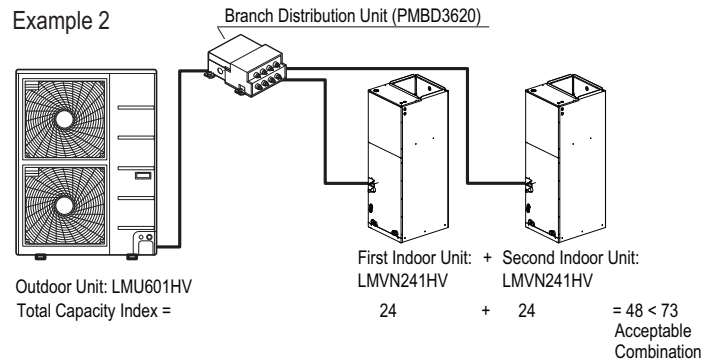 Example 2
Branch Distribution Unit (PMBD3620)
First Indoor Unit: + Second Indoor Unit:
LMVN241HV LMVN241HV
Outdoor Unit: LMU601HV
Total Capacity Index = 24 + 24 = 48 < 73
Acceptable
Combination